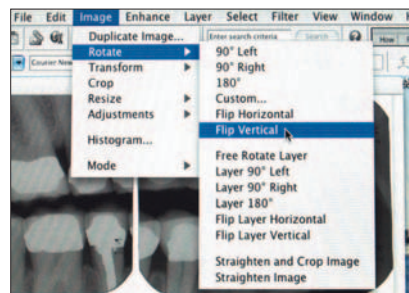 File Edit Image Enhance Layer Select Filter View Window
Duplicate Image...
Enter search criteria Search How
Rotate
Courier New
Transform
Crop
Resize
Adjustments
Histogram...
Mode
90° Left
90° Right
180°
Custom...
Flip Horizontal
Flip Vertical
Free Rotate Layer
Layer 90° Left
Layer 90° Right
Layer 180°
Flip Layer Horizontal
Flip Layer Vertical
Straighten and Crop Image
Straighten Image